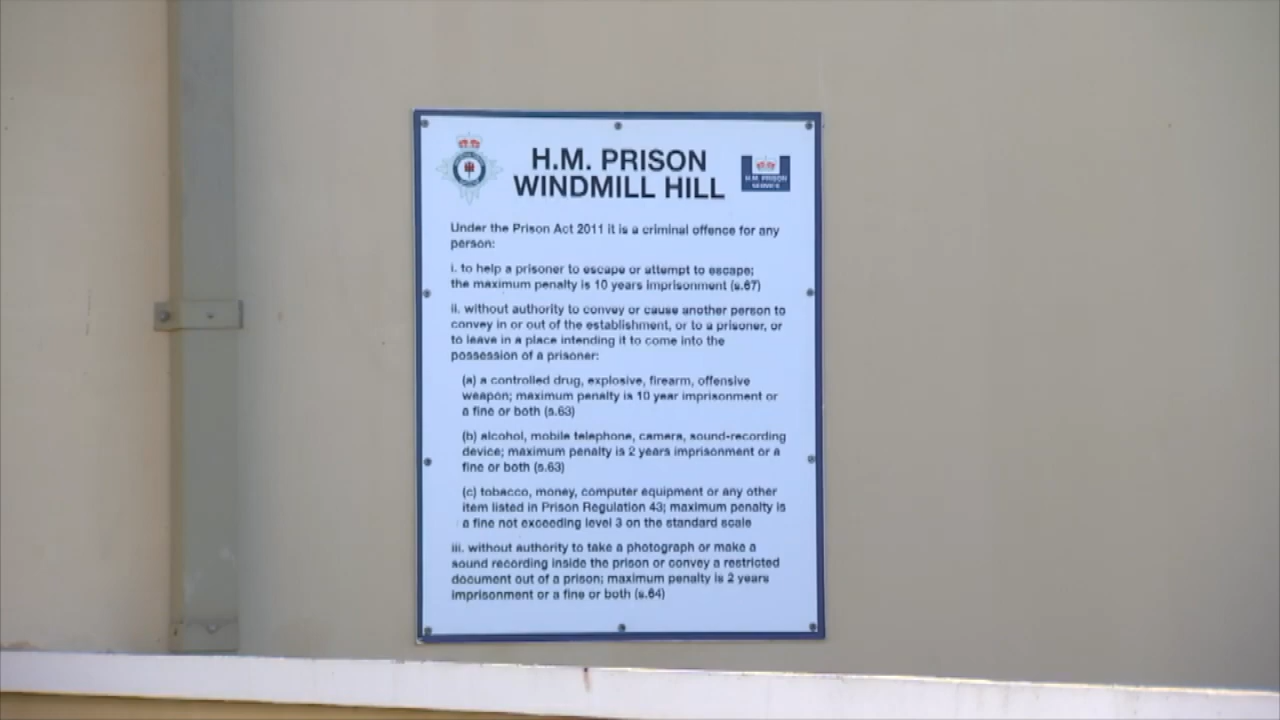 H.M. PRISON
WINDMILL HILL
H.M. PRISON
SERVICE
Under the Prison Act 2011 it is a criminal offence for any
person:
i. to help a prisoner to escape or attempt to escape;
the maximum penalty is 10 years imprisonment (s.67)
ii. without authority to convey or cause another person to
convey in or out of the establishment, or to a prisoner, or
to leave in a place intending it to come into the
possession of a prisoner:
(a) a controlled drug, explosive, firearm, offensive
weapon; maximum penalty is 10 year imprisonment or
a fine or both (s.63)
(b) alcohol, mobile telephone, camera, sound-recording
device; maximum penalty is 2 years imprisonment or a
fine or both (s.63)
(c) tobacco, money, computer equipment or any other
item listed in Prison Regulation 43; maximum penalty is
a fine not exceeding level 3 on the standard scale
iii. without authority to take a photograph or make a
sound recording inside the prison or convey a restricted
document out of a prison; maximum penalty is 2 years
imprisonment or a fine or both (s.64)